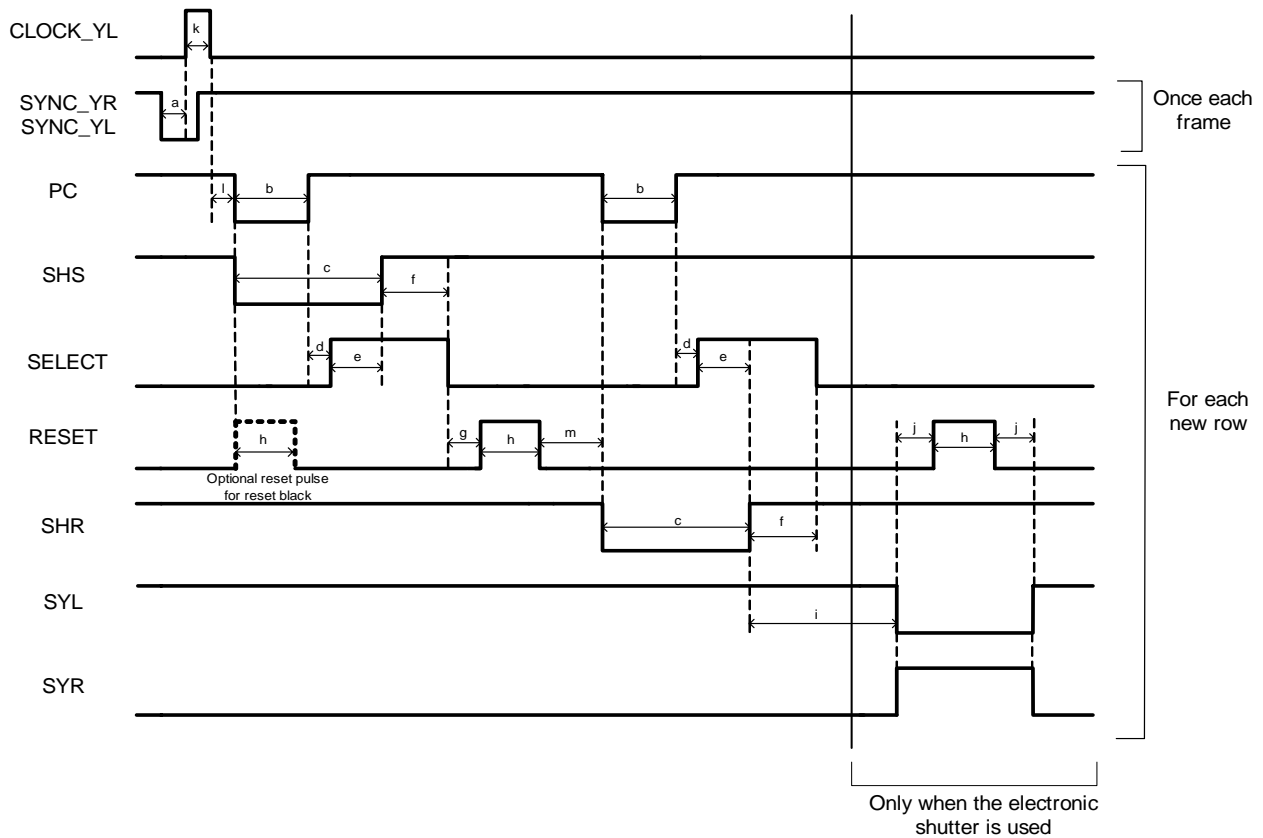 CLOCK_YL
k
SYNC_YR
SYNC_YL
a
Once each
frame
PC
l
b
b
SHS
c
f
SELECT
d
e
d
e
For each
new row
RESET
h
g
h
m
j
h
j
Optional reset pulse
for reset black
SHR
c
f
SYL
i
SYR
Only when the electronic
shutter is used